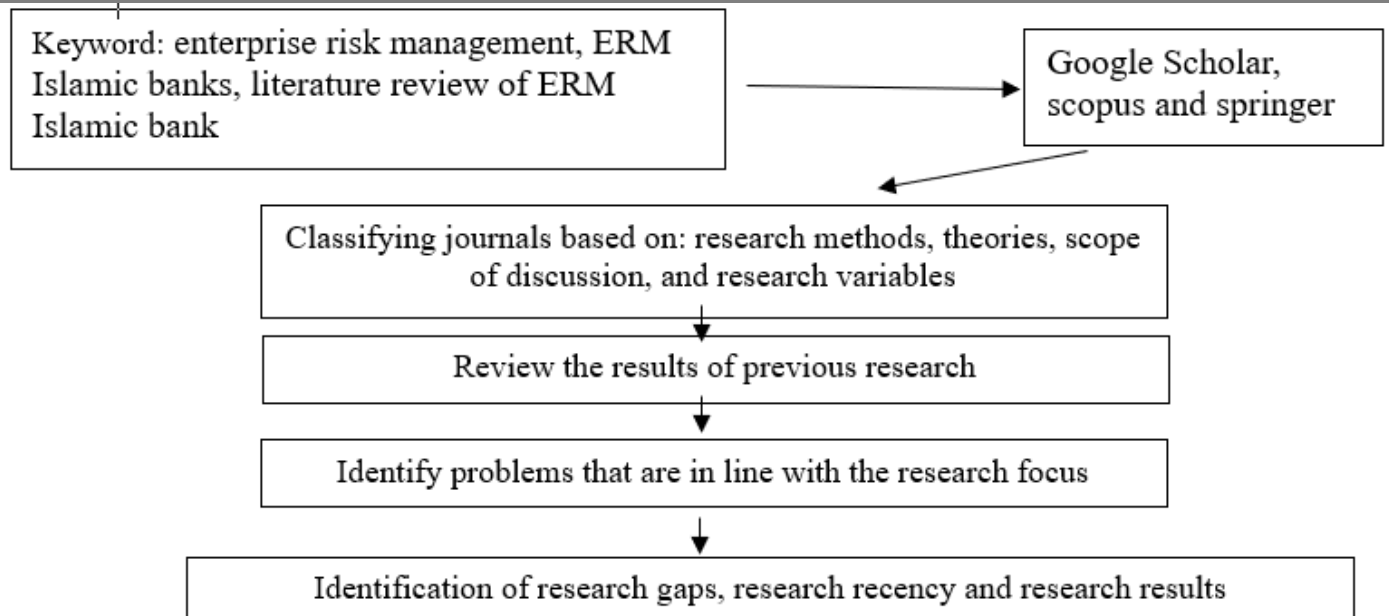 Keyword: enterprise risk management, ERM
Islamic banks, literature review of ERM
Islamic bank
Google Scholar,
scopus and springer
Classifying journals based on: research methods, theories, scope
of discussion, and research variables
Review the results of previous research
Identify problems that are in line with the research focus
Identification of research gaps, research recency and research results